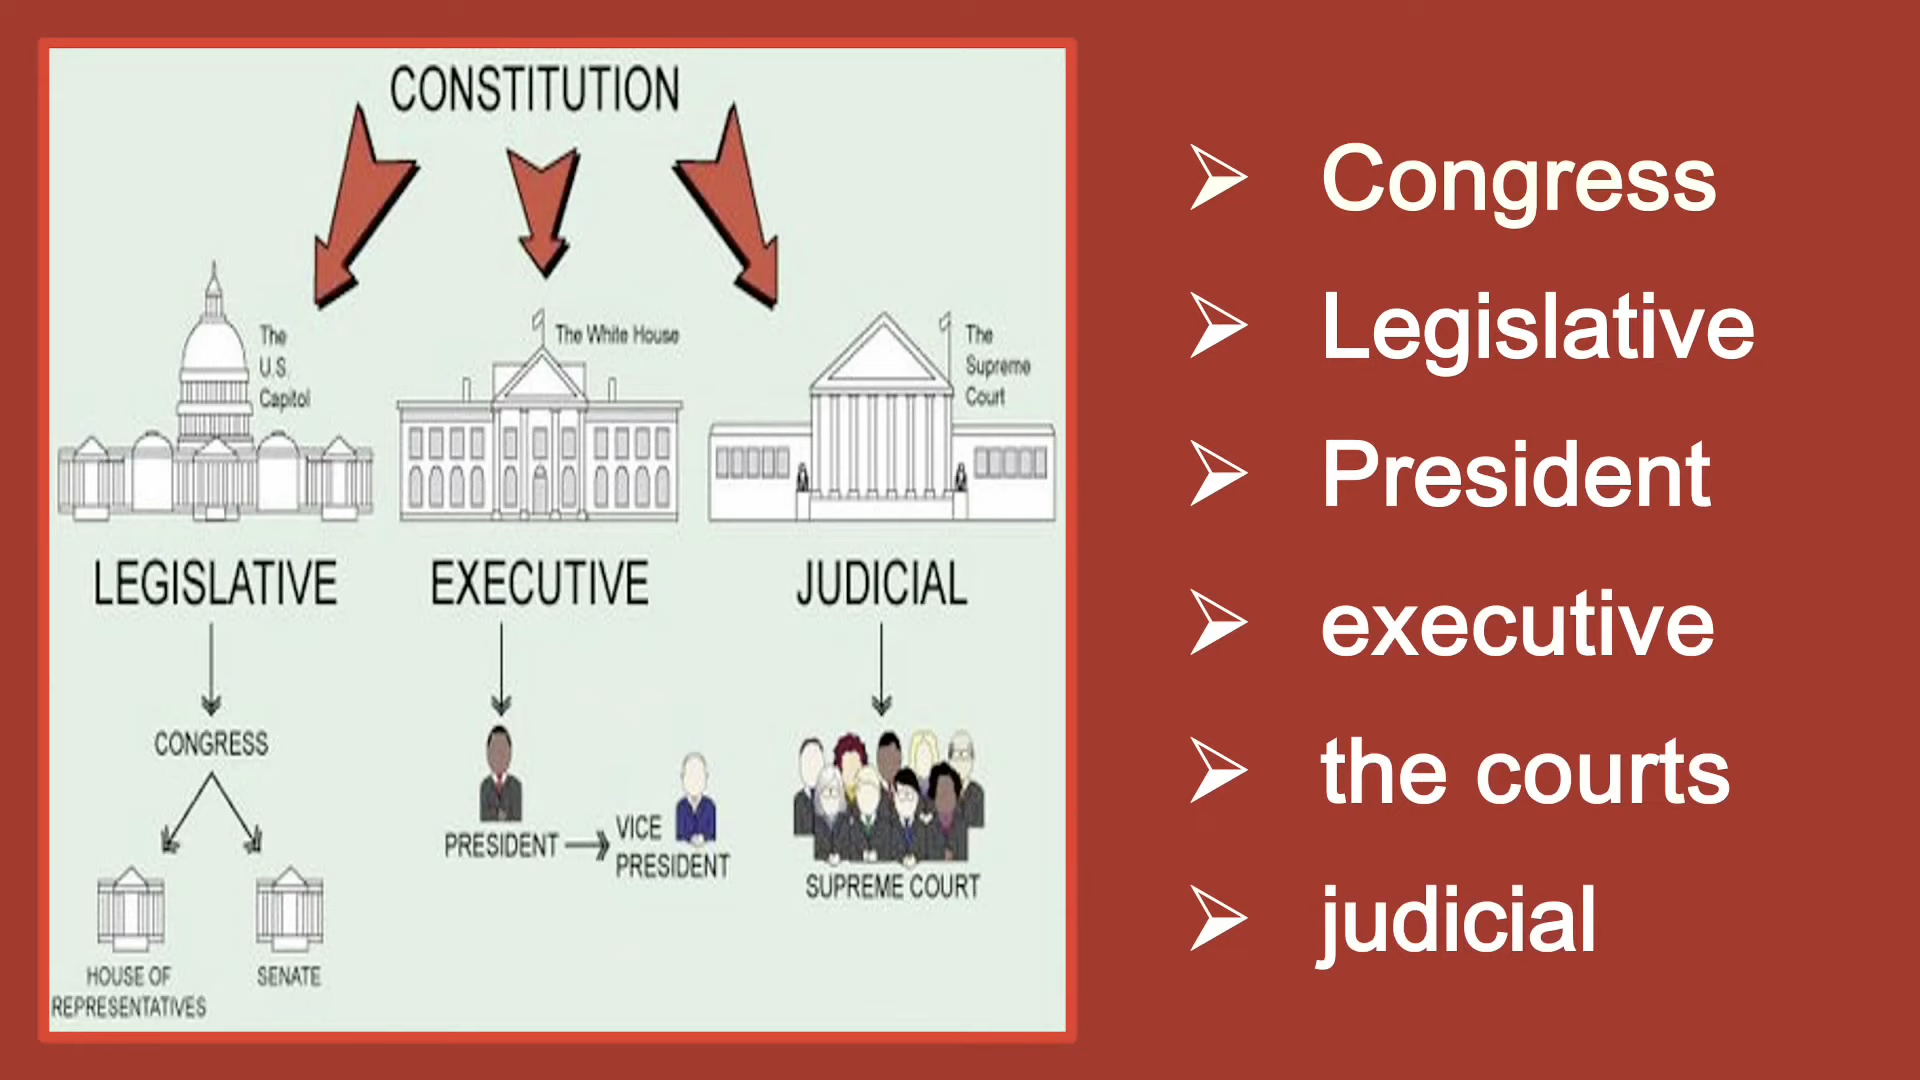 CONSTITUTION
The
U.S.
Capitol
The White House
The
Supreme
Court
LEGISLATIVE
EXECUTIVE
JUDICIAL
CONGRESS
PRESIDENT
VICE
PRESIDENT
SUPREME COURT
HOUSE OF
REPRESENTATIVES
SENATE
Congress
Legislative
President
executive
the courts
judicial